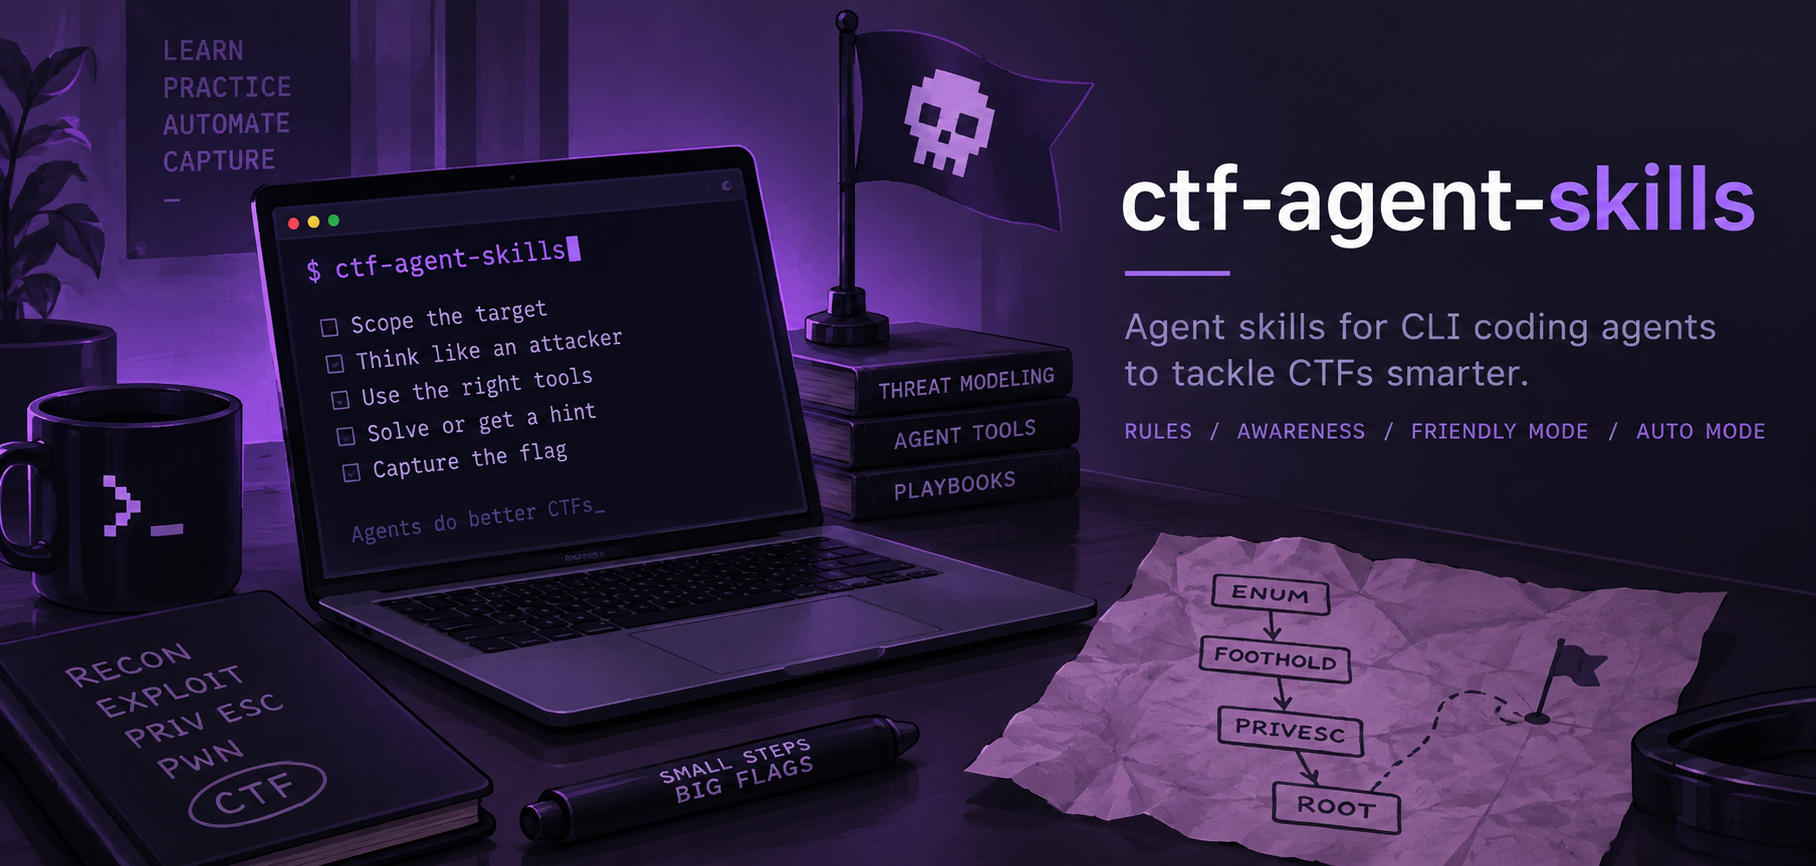 LEARN
PRACTICE
AUTOMATE
CAPTURE
_
$ ctf-agent-skills
Scope the target
Think like an attacker
Use the right tools
Solve or get a hint
Capture the flag
Agents do better CTFs_
>_
RECON
EXPLOIT
PRIV ESC
PWN
CTF
SMALL STEPS
BIG FLAGS
THREAT MODELING
AGENT TOOLS
PLAYBOOKS
ctf-agent-skills
Agent skills for CLI coding agents
to tackle CTFs smarter.
RULES / AWARENESS / FRIENDLY MODE / AUTO MODE
ENUM
FOOTHOLD
PRIVESC
ROOT